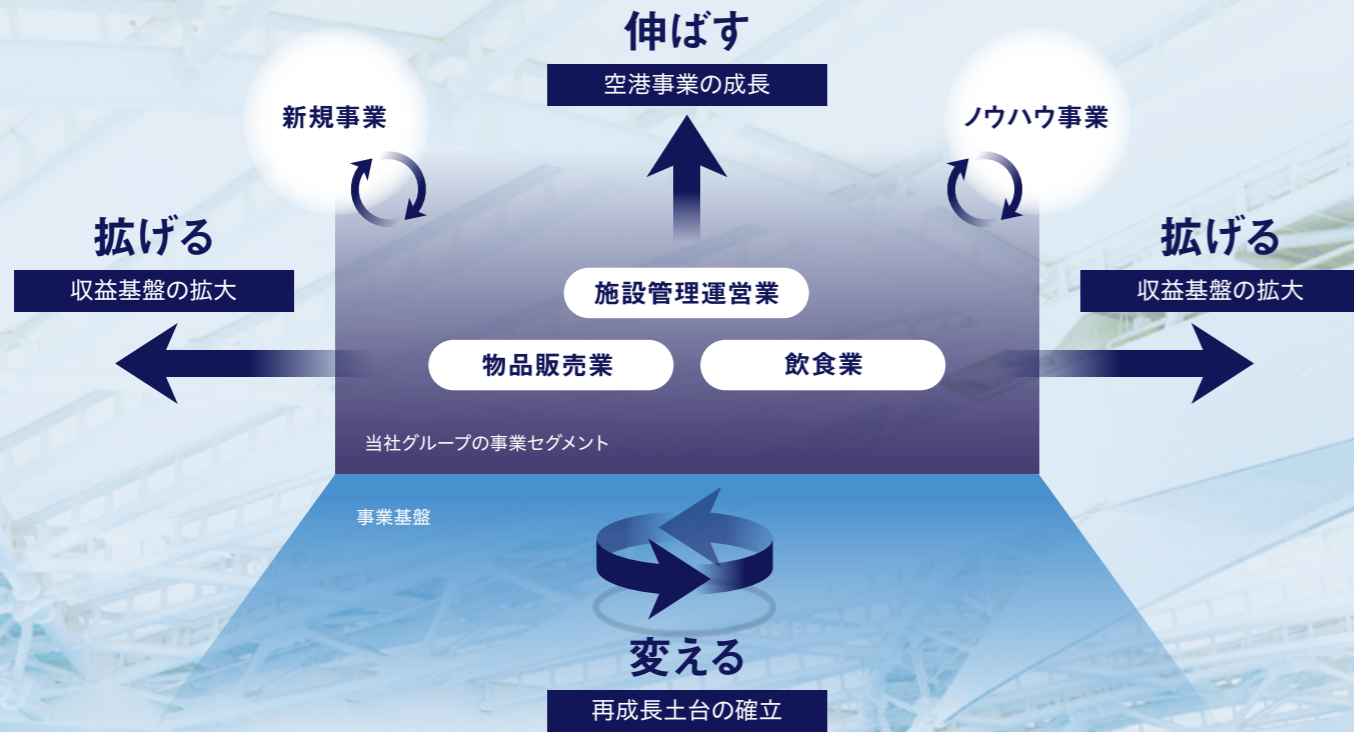 伸ばす
空港事業の成長
新規事業
ノウハウ事業
拡げる
収益基盤の拡大
拡げる
収益基盤の拡大
施設管理運営業
物品販売業
飲食業
当社グループの事業セグメント
事業基盤
変える
再成長土台の確立